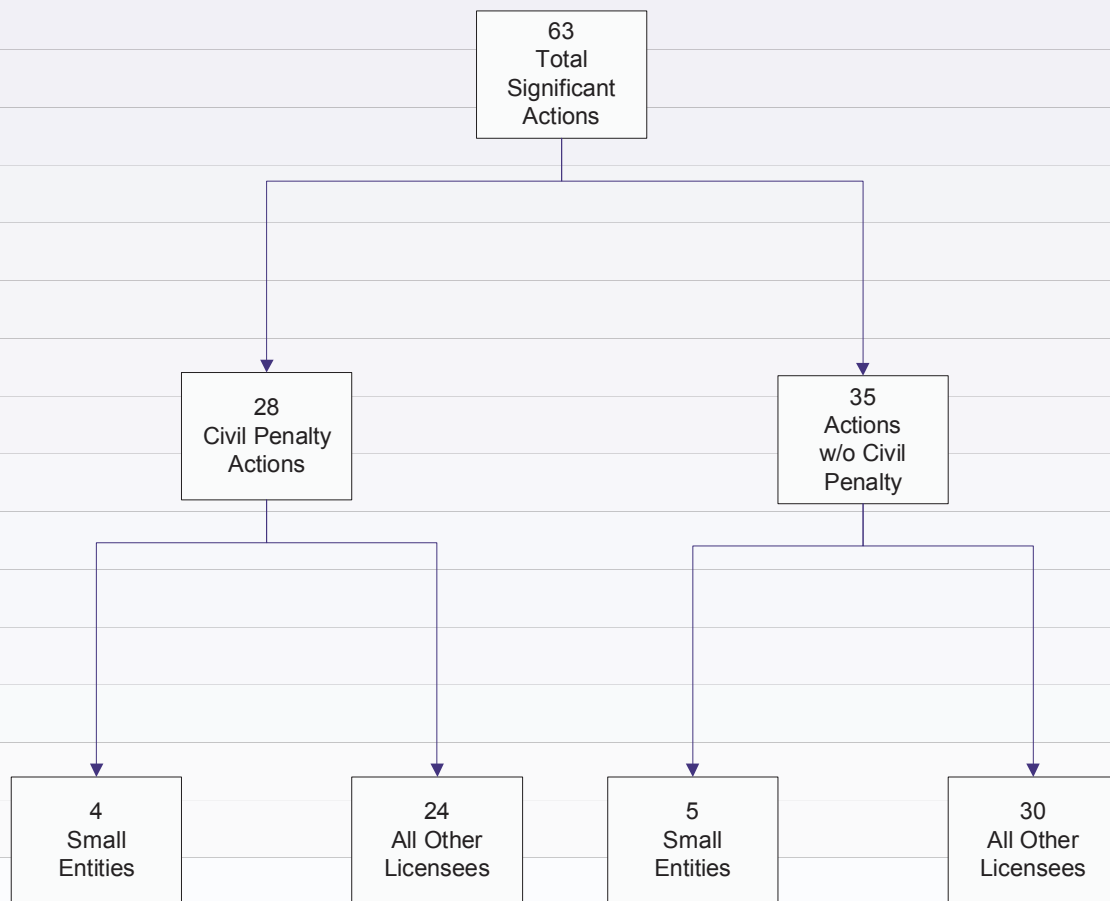 63
Total
Significant
Actions
28
Civil Penalty
Actions
35
Actions
w/o Civil
Penalty
4
Small
Entities
24
All Other
Licensees
5
Small
Entities
30
All Other
Licensees